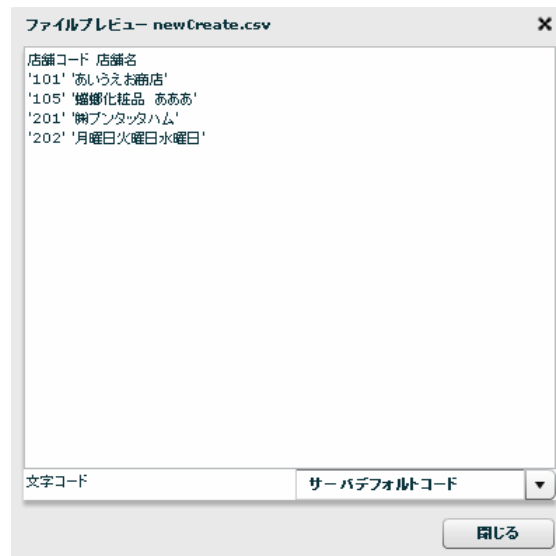 ファイルプレビュー newCreate.csv
店舗コード 店舗名
'101' 'あいうえお商店'
'105' '蟷螂化粧品 あああ'
'201' '㈱ブンタッタハム'
'202' '月曜日火曜日水曜日'
文字コード
サーバデフォルトコード
閉じる